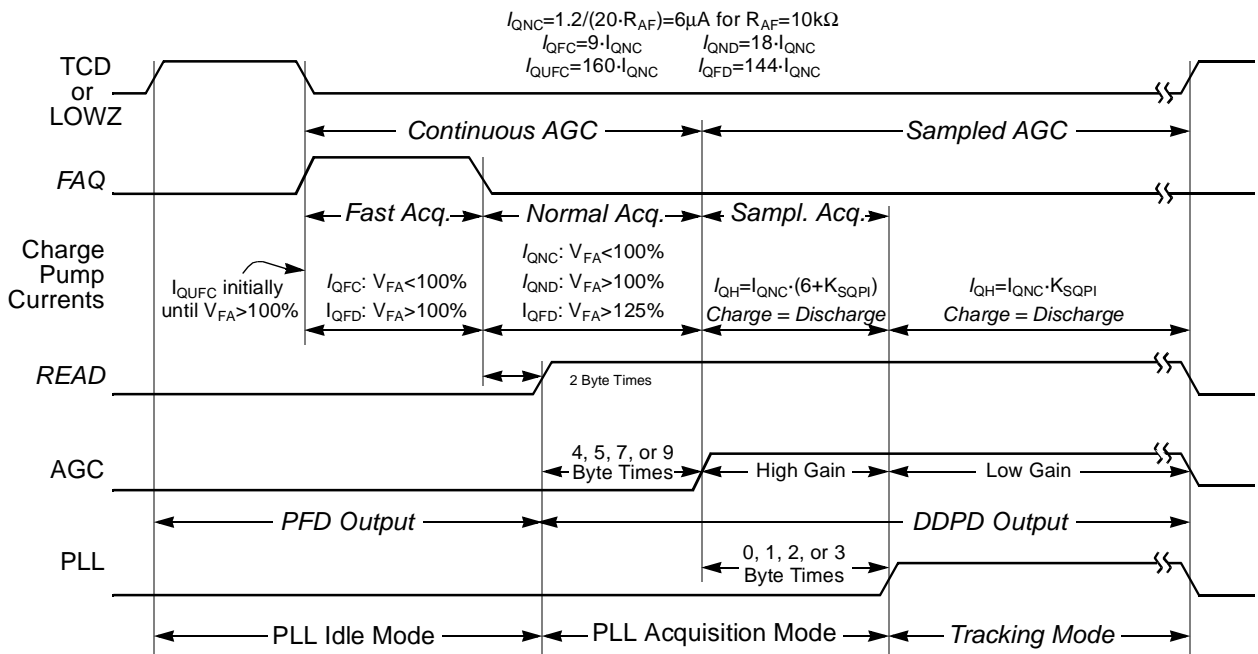 I_QNC=1.2/(20·R_AF)=6µA for R_AF=10kΩ
I_QFC=9·I_QNC I_QND=18·I_QNC
I_QUFC=160·I_QNC I_QFD=144·I_QNC
TCD
or
LOWZ
Continuous AGC
Sampled AGC
FAQ
Fast Acq.
Normal Acq.
Sampl. Acq.
Charge
Pump
Currents
I_QUFC initially
until V_FA>100%
I_QFC: V_FA<100%
I_QFD: V_FA>100%
I_QNC: V_FA<100%
I_QND: V_FA>100%
I_QFD: V_FA>125%
I_QH=I_QNC·(6+K_SQPI)
Charge = Discharge
I_QH=I_QNC·K_SQPI
Charge = Discharge
READ
2 Byte Times
AGC
4, 5, 7, or 9
Byte Times
High Gain
Low Gain
PFD Output
DDPD Output
PLL
0, 1, 2, or 3
Byte Times
PLL Idle Mode
PLL Acquisition Mode
Tracking Mode